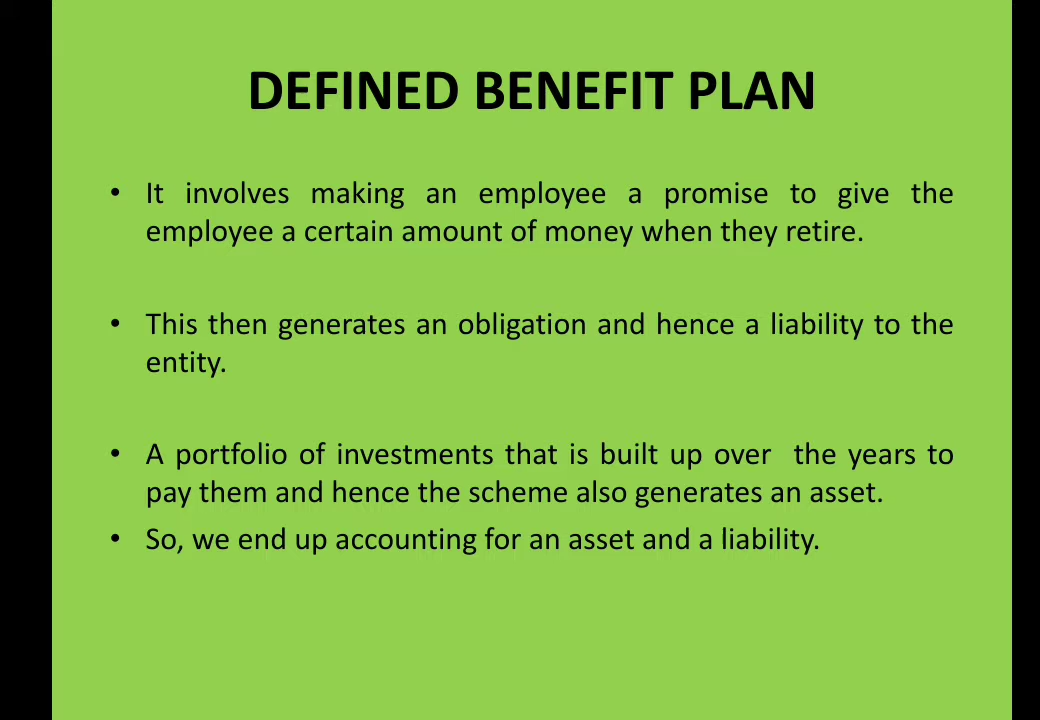 DEFINED BENEFIT PLAN
• It involves making an employee a promise to give the
employee a certain amount of money when they retire.
• This then generates an obligation and hence a liability to the
entity.
• A portfolio of investments that is built up over  the years to
pay them and hence the scheme also generates an asset.
• So, we end up accounting for an asset and a liability.